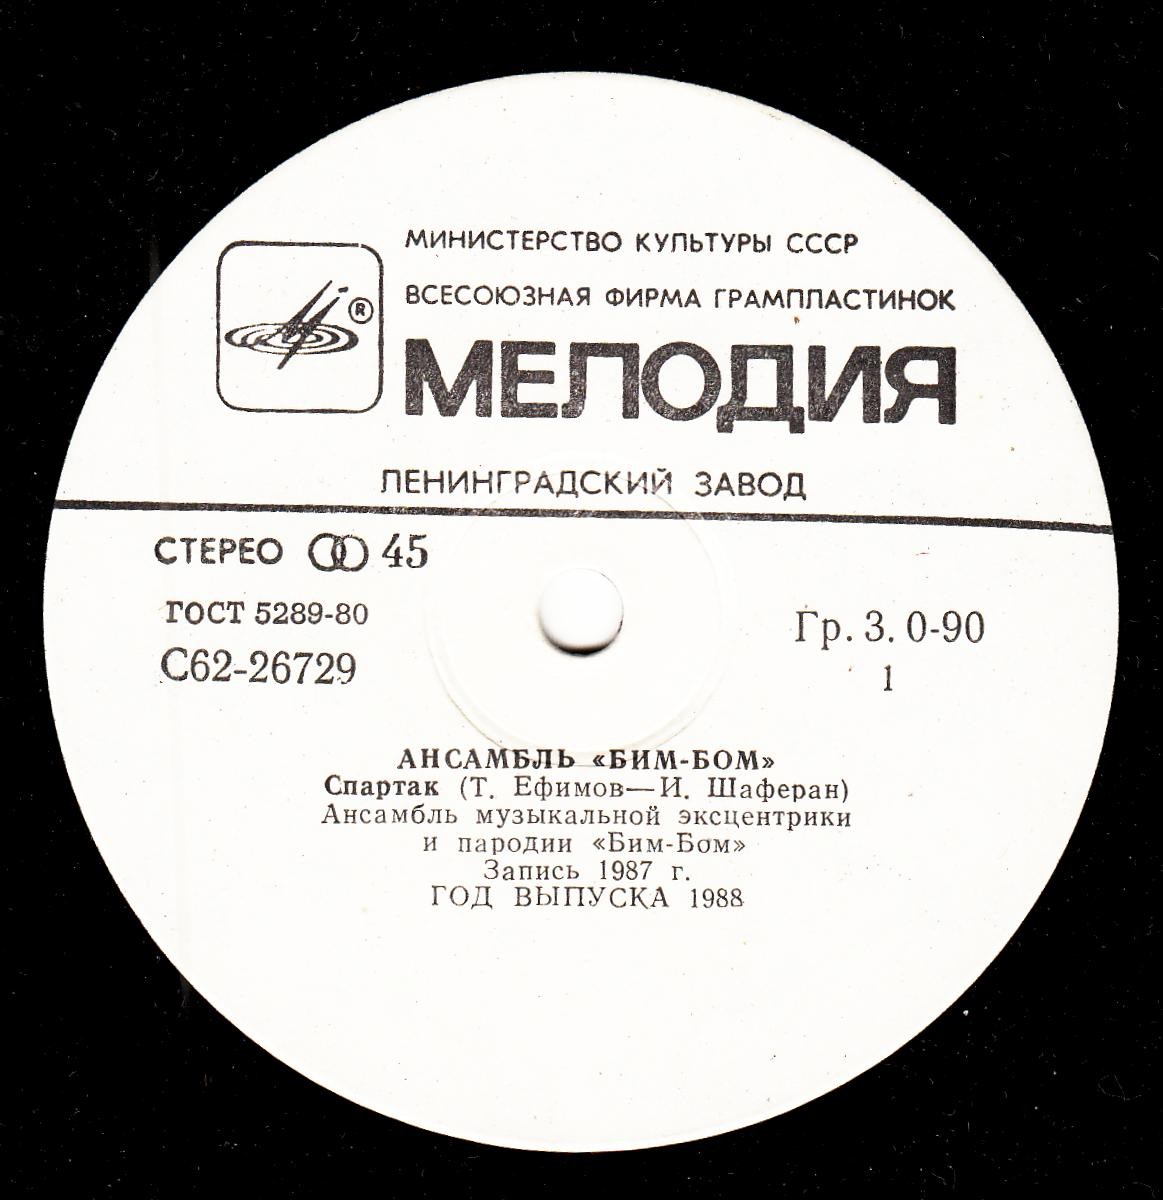 МИНИСТЕРСТВО КУЛЬТУРЫ СССР
ВСЕСОЮЗНАЯ ФИРМА ГРАМПЛАСТИНОК
®
МЕЛОДИЯ
ЛЕНИНГРАДСКИЙ ЗАВОД
СТЕРЕО 45
ГОСТ 5289-80
С62-26729
Гр. 3. 0-90
1
АНСАМБЛЬ «БИМ-БОМ»
Спартак (Т. Ефимов—И. Шаферан)
Ансамбль музыкальной эксцентрики
и пародии «Бим-Бом»
Запись 1987 г.
ГОД ВЫПУСКА 1988